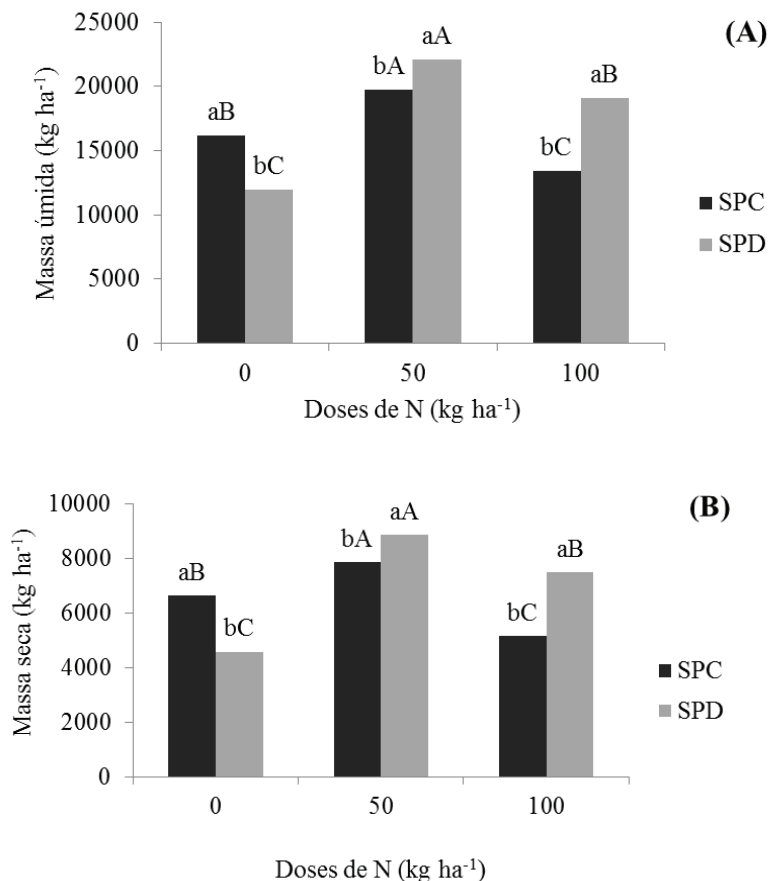 (A)
Massa úmida (kg ha⁻¹)
25000
20000
15000
10000
5000
0
aB
bC
bA
aA
bC
aB
0
50
100
Doses de N (kg ha⁻¹)
SPC
SPD
(B)
Massa seca (kg ha⁻¹)
10000
8000
6000
4000
2000
0
aB
bC
bA
aA
bC
aB
0
50
100
Doses de N (kg ha⁻¹)
SPC
SPD